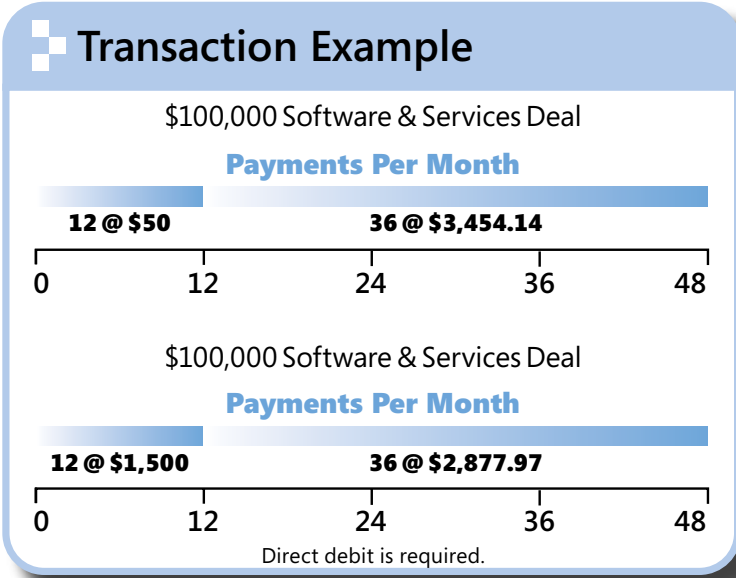 Transaction Example
$100,000 Software & Services Deal
Payments Per Month
12 @ $50 36 @ $3,454.14
0 12 24 36 48
$100,000 Software & Services Deal
Payments Per Month
12 @ $1,500 36 @ $2,877.97
0 12 24 36 48
Direct debit is required.